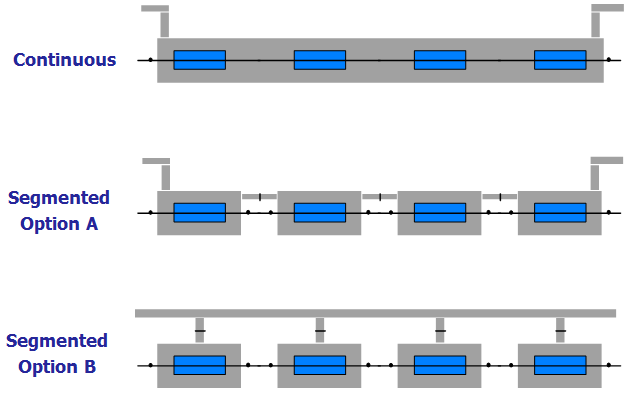 Continuous
Segmented
Option A
Segmented
Option B